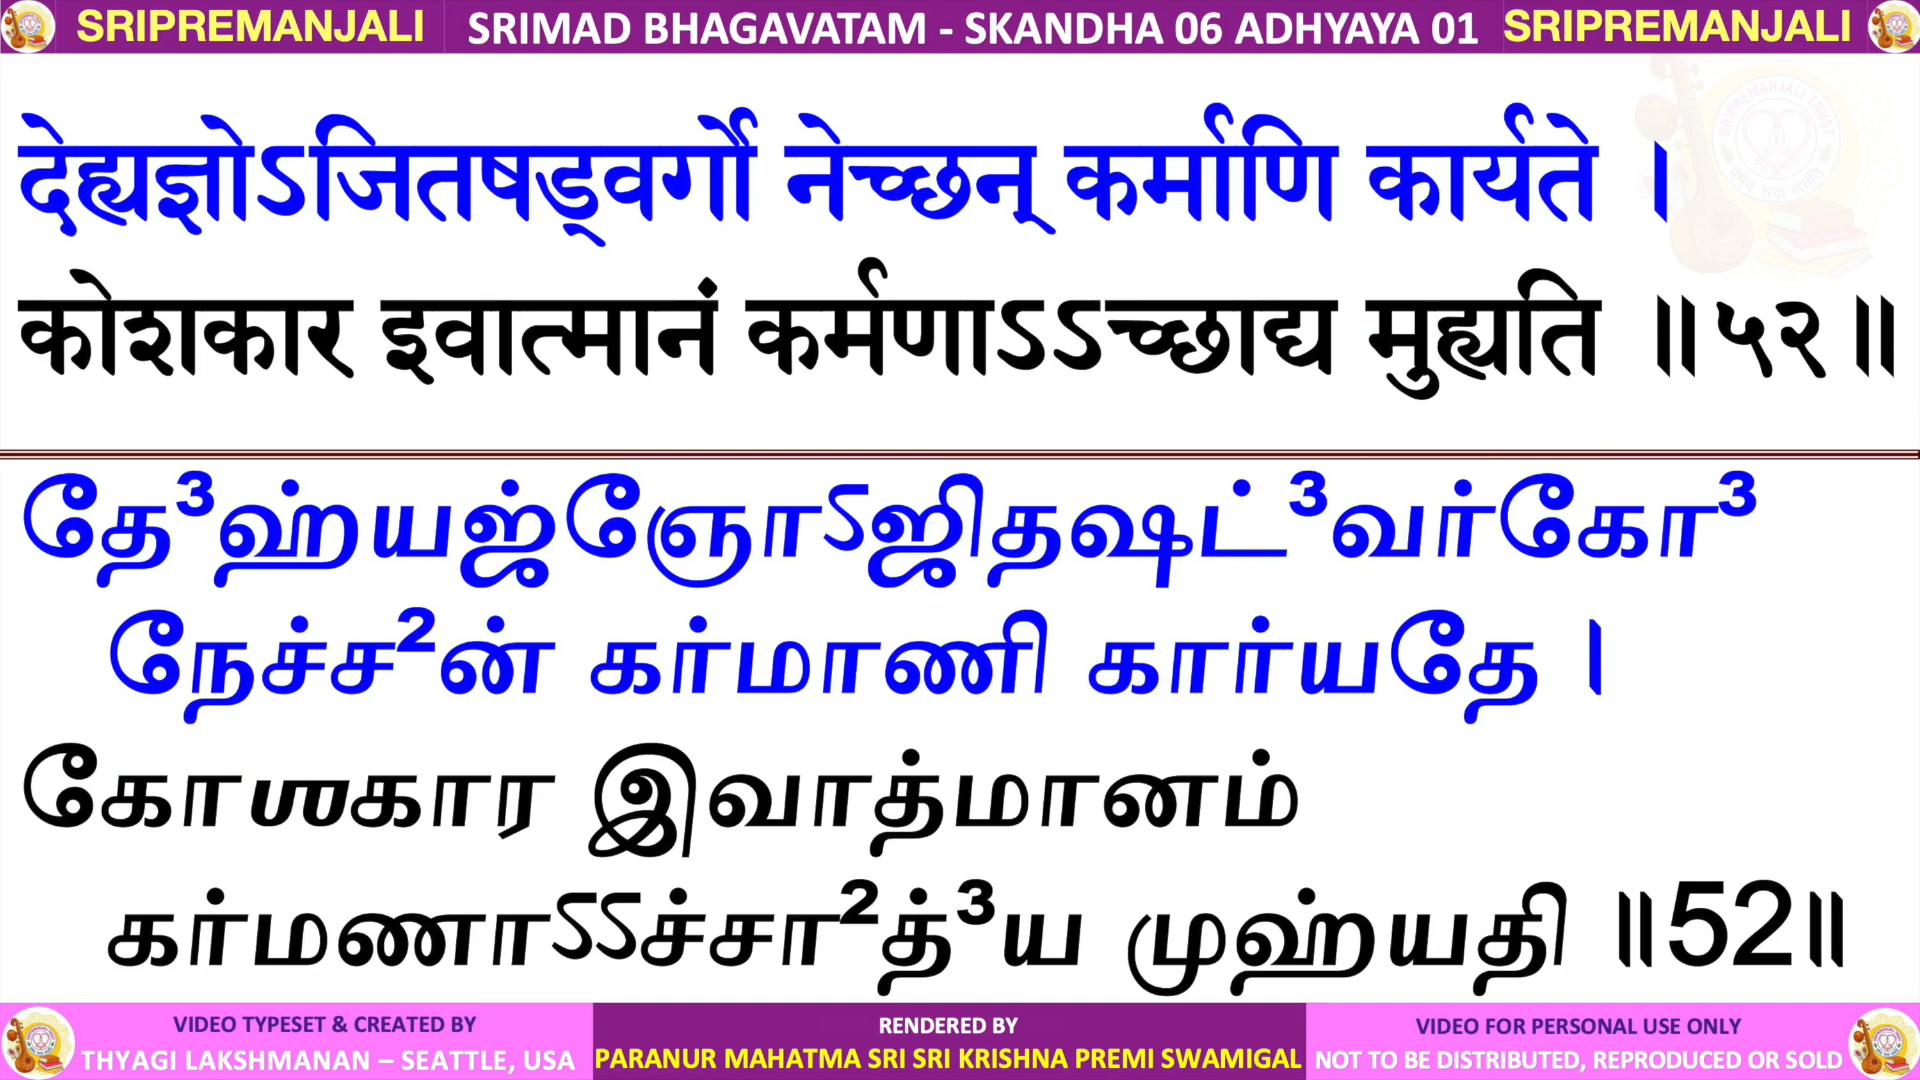 SRIPREMANJALI SRIMAD BHAGAVATAM - SKANDHA 06 ADHYAYA 01 SRIPREMANJALI
देह्यज्ञोऽजितषड्वर्गो नेच्छन् कर्माणि कार्यते ।
कोशकार इवात्मानं कर्मणाऽऽच्छाद्य मुह्यति ॥५२॥
தே³ஹ்யஜ்ஞோऽஜிதஷட்³வர்கோ³
நேச்ச²ன் கர்மாணி கார்யதே ।
கோஶகார இவாத்மானம்
கர்மணாऽऽச்சா²த்³ய முஹ்யதி ॥52॥
VIDEO TYPESET & CREATED BY RENDERED BY VIDEO FOR PERSONAL USE ONLY
THYAGI LAKSHMANAN – SEATTLE, USA PARANUR MAHATMA SRI SRI KRISHNA PREMI SWAMIGAL NOT TO BE DISTRIBUTED, REPRODUCED OR SOLD